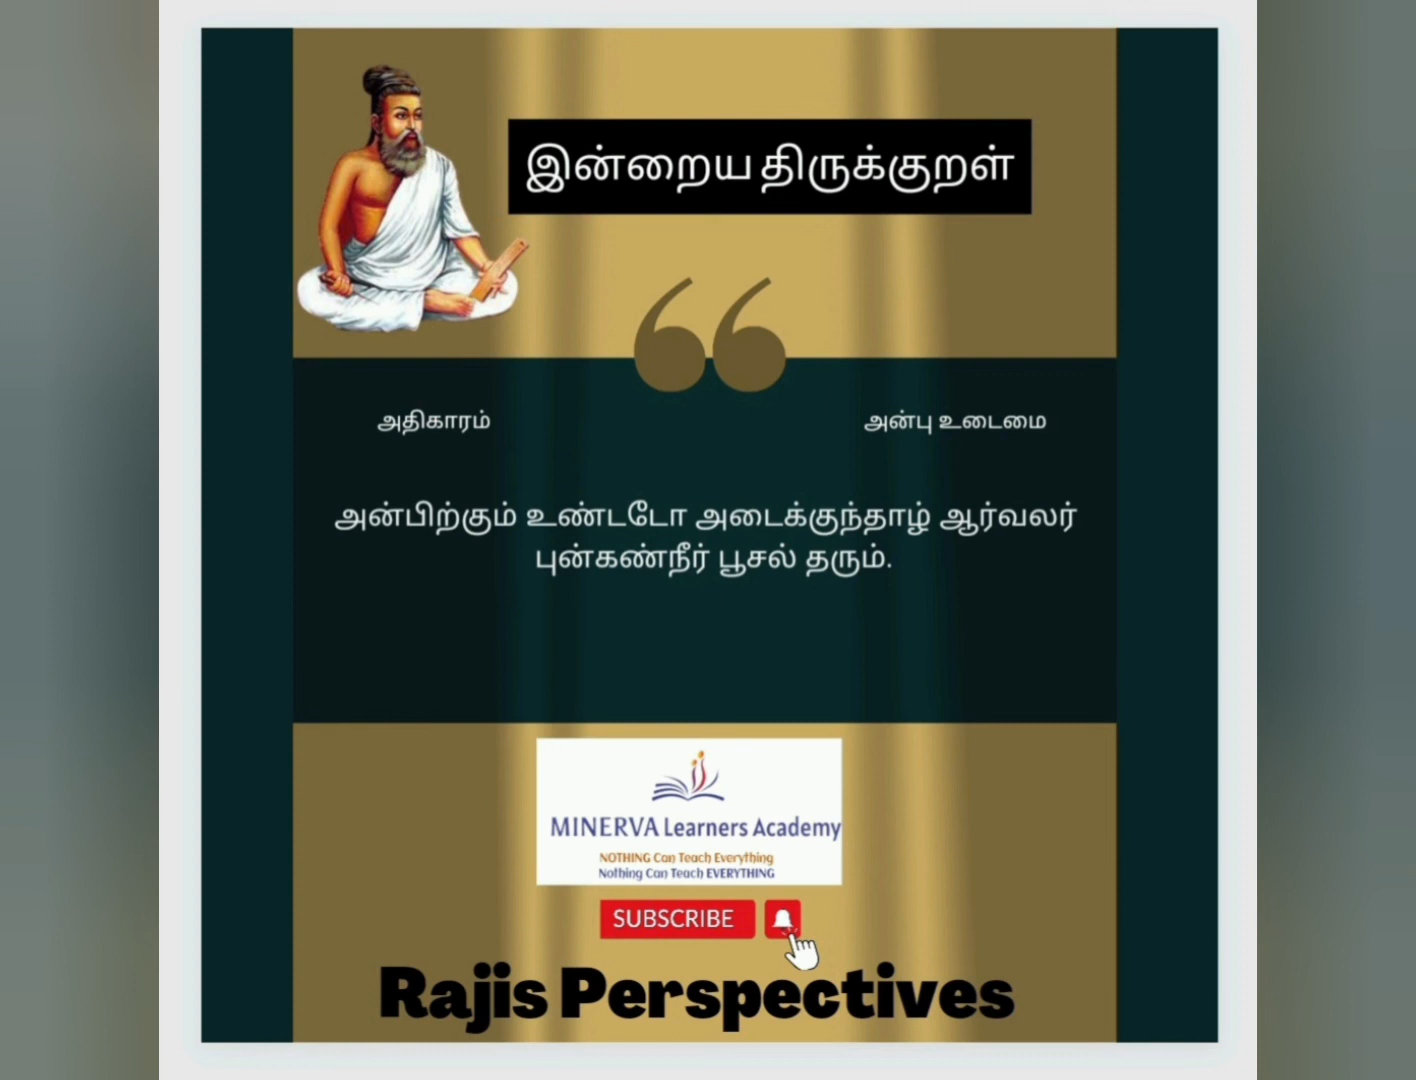 இன்றைய திருக்குறள்
அதிகாரம்
அன்பு உடைமை
அன்பிற்கும் உண்டடோ அடைக்குந்தாழ் ஆர்வலர்
புன்கண்நீர் பூசல் தரும்.
MINERVA Learners Academy
NOTHING Can Teach Everything
Nothing Can Teach EVERYTHING
SUBSCRIBE
Rajis Perspectives